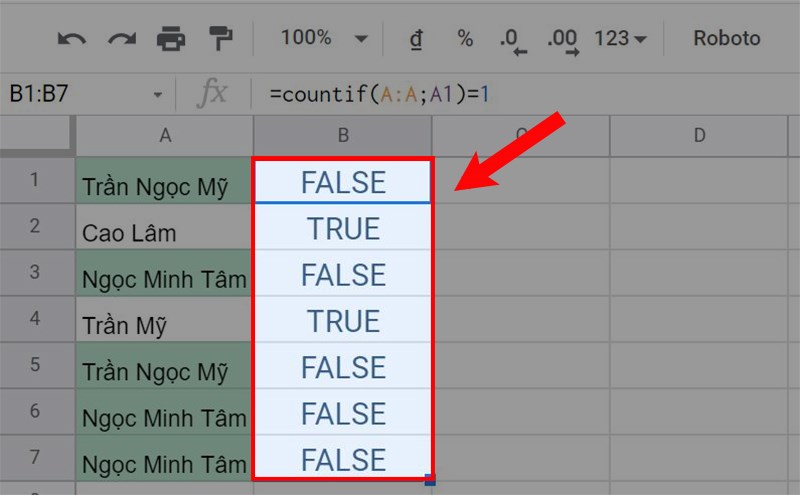 100% đ % .0 .00 123 Roboto
B1:B7 fx =countif(A:A;A1)=1
A B C D
1 Trần Ngọc Mỹ FALSE
2 Cao Lâm TRUE
3 Ngọc Minh Tâm FALSE
4 Trần Mỹ TRUE
5 Trần Ngọc Mỹ FALSE
6 Ngọc Minh Tâm FALSE
7 Ngọc Minh Tâm FALSE